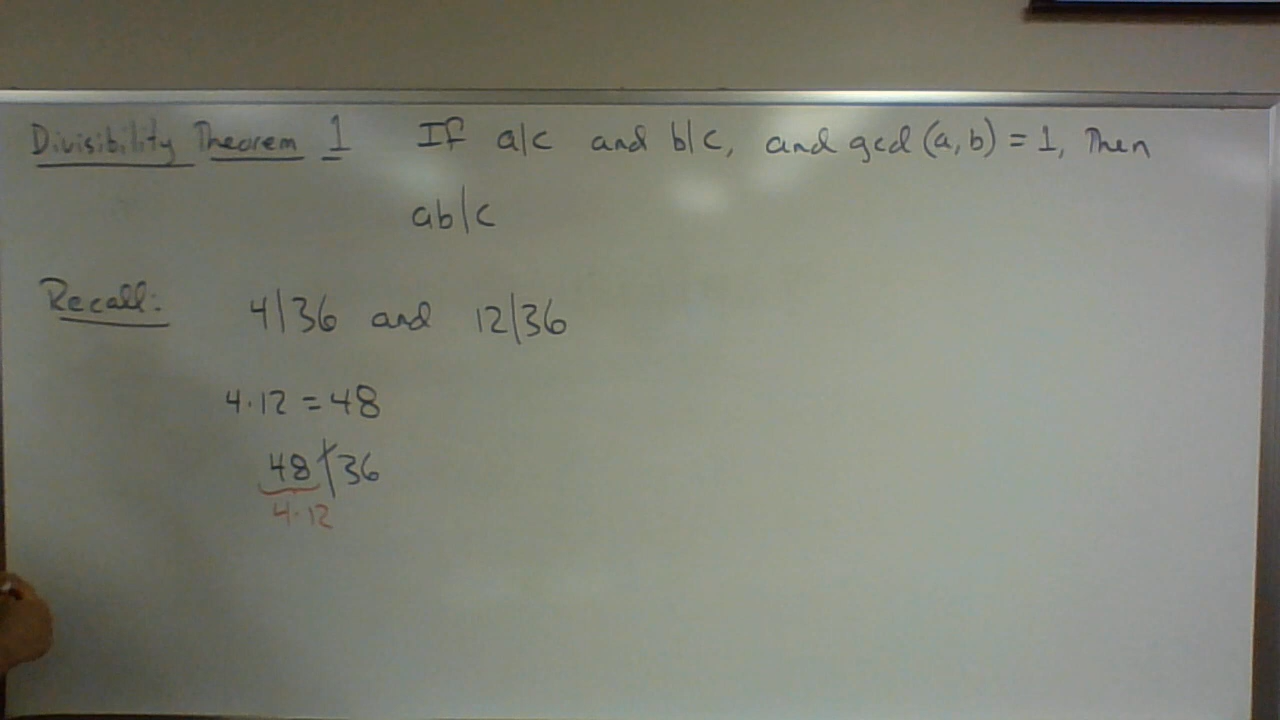 Divisibility Theorem 1 If a|c and b|c, and gcd (a, b) = 1, Then
ab|c
Recall: 4|36 and 12|36
4·12 = 48
48∤36
4·12